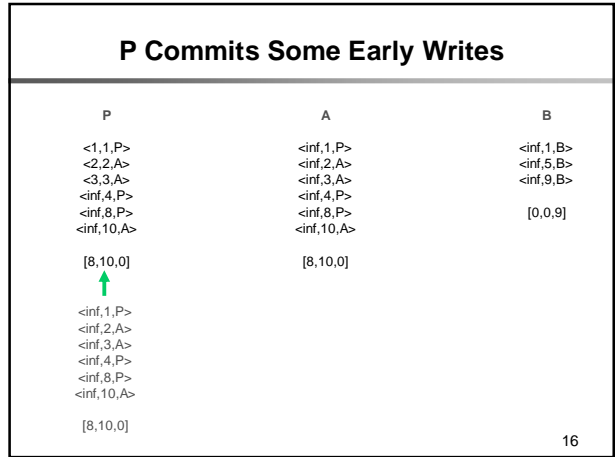 P Commits Some Early Writes
P
<1,1,P>
<2,2,A>
<3,3,A>
<inf,4,P>
<inf,8,P>
<inf,10,A>
[8,10,0]
<inf,1,P>
<inf,2,A>
<inf,3,A>
<inf,4,P>
<inf,8,P>
<inf,10,A>
[8,10,0]
A
<inf,1,P>
<inf,2,A>
<inf,3,A>
<inf,4,P>
<inf,8,P>
<inf,10,A>
[8,10,0]
B
<inf,1,B>
<inf,5,B>
<inf,9,B>
[0,0,9]
16